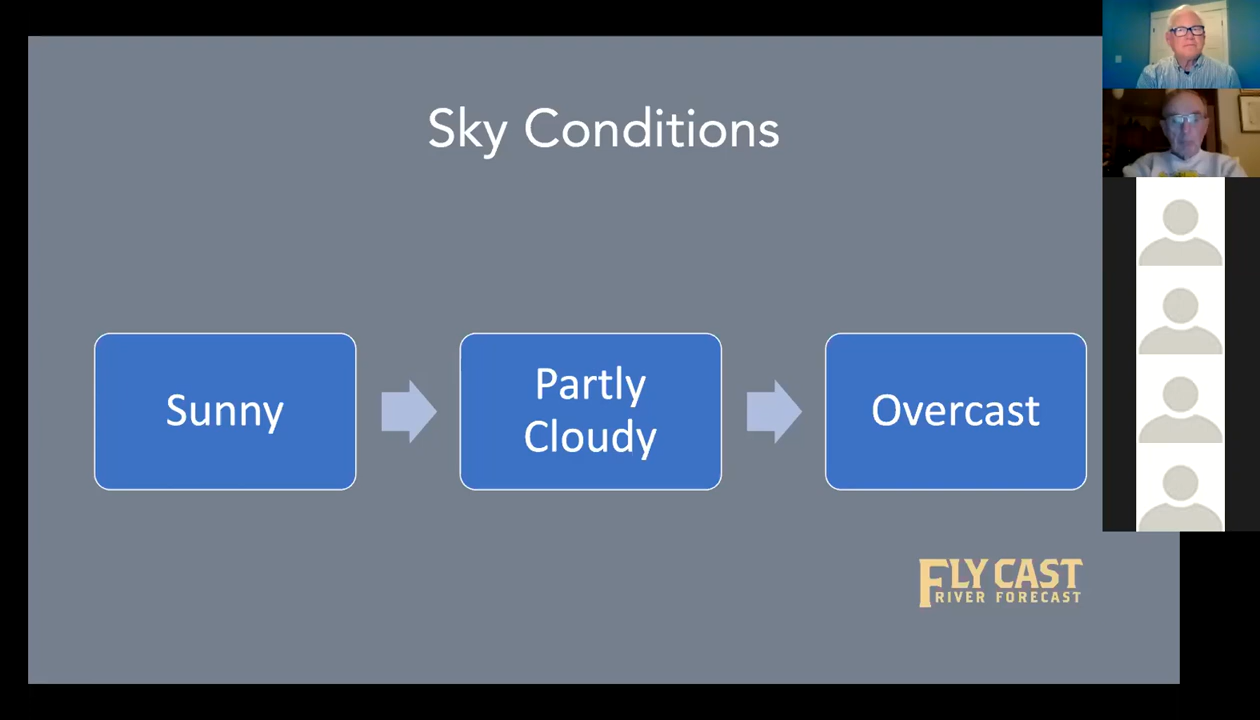 Sky Conditions
Sunny
Partly
Cloudy
Overcast
FLY CAST
RIVER FORECAST